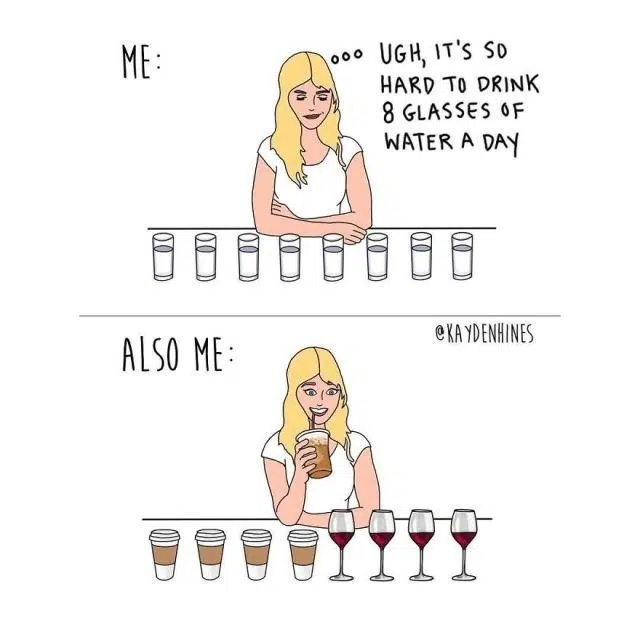 ME:
UGH, IT'S SO
HARD TO DRINK
8 GLASSES OF
WATER A DAY
@KAYDENHINES
ALSO ME: